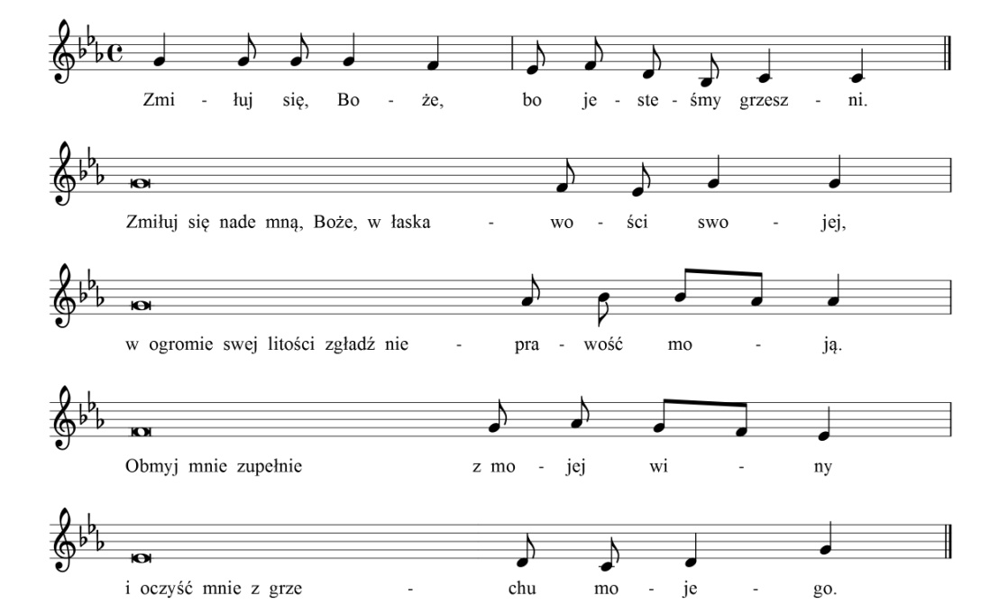 Zmi - łuj się, Bo - że, bo je - ste - śmy grzesz - ni.
Zmiłuj się nade mną, Boże, w łaska - wo - ści swo - jej,
w ogromie swej litości zgładź nie - pra - wość mo - ją.
Obmyj mnie zupełnie z mo - jej wi - ny
i oczyść mnie z grze - chu mo - je - go.